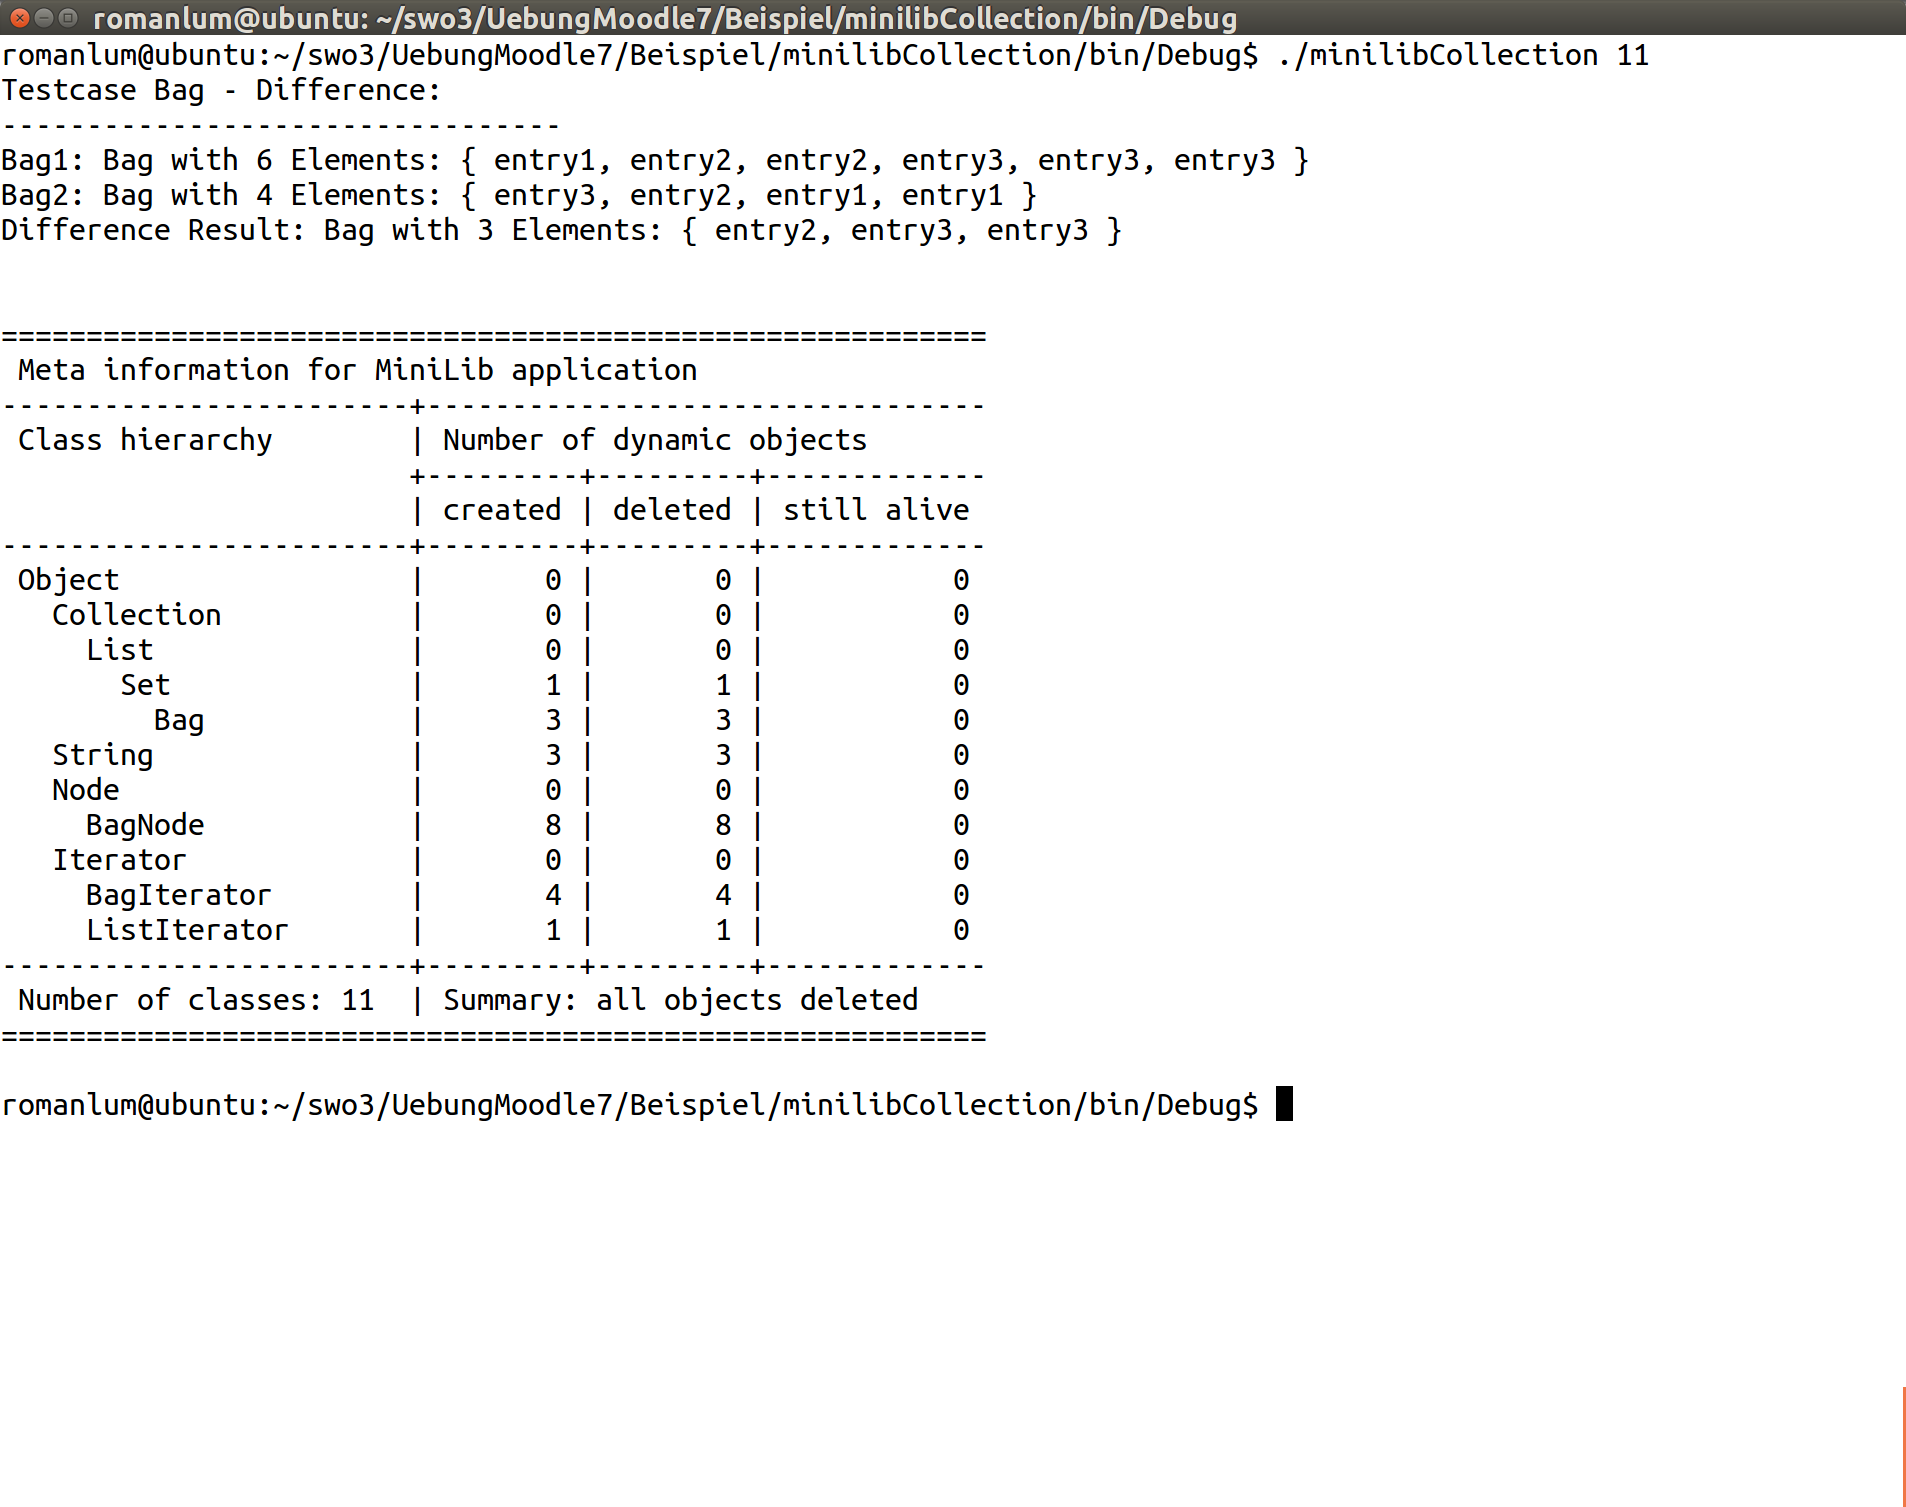 romanlum@ubuntu: ~/swo3/UebungMoodle7/Beispiel/minilibCollection/bin/Debug
romanlum@ubuntu:~/swo3/UebungMoodle7/Beispiel/minilibCollection/bin/Debug$ ./minilibCollection 11
Testcase Bag - Difference:
---------------------------------
Bag1: Bag with 6 Elements: { entry1, entry2, entry2, entry3, entry3, entry3 }
Bag2: Bag with 4 Elements: { entry3, entry2, entry1, entry1 }
Difference Result: Bag with 3 Elements: { entry2, entry3, entry3 }
==========================================================
 Meta information for MiniLib application
------------------------+---------------------------------
 Class hierarchy        | Number of dynamic objects
                        +---------+---------+-------------
                        | created | deleted | still alive
------------------------+---------+---------+-------------
 Object                 |       0 |       0 |           0
   Collection           |       0 |       0 |           0
     List               |       0 |       0 |           0
       Set              |       1 |       1 |           0
         Bag            |       3 |       3 |           0
   String               |       3 |       3 |           0
   Node                 |       0 |       0 |           0
     BagNode            |       8 |       8 |           0
   Iterator             |       0 |       0 |           0
     BagIterator        |       4 |       4 |           0
     ListIterator       |       1 |       1 |           0
------------------------+---------+---------+-------------
 Number of classes: 11  | Summary: all objects deleted
==========================================================
romanlum@ubuntu:~/swo3/UebungMoodle7/Beispiel/minilibCollection/bin/Debug$